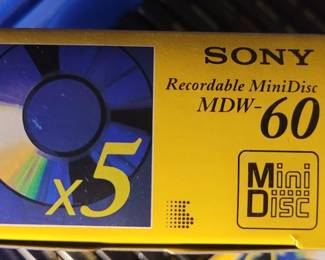 SONY
Recordable MiniDisc
MDW-60
x5
Mini
Disc